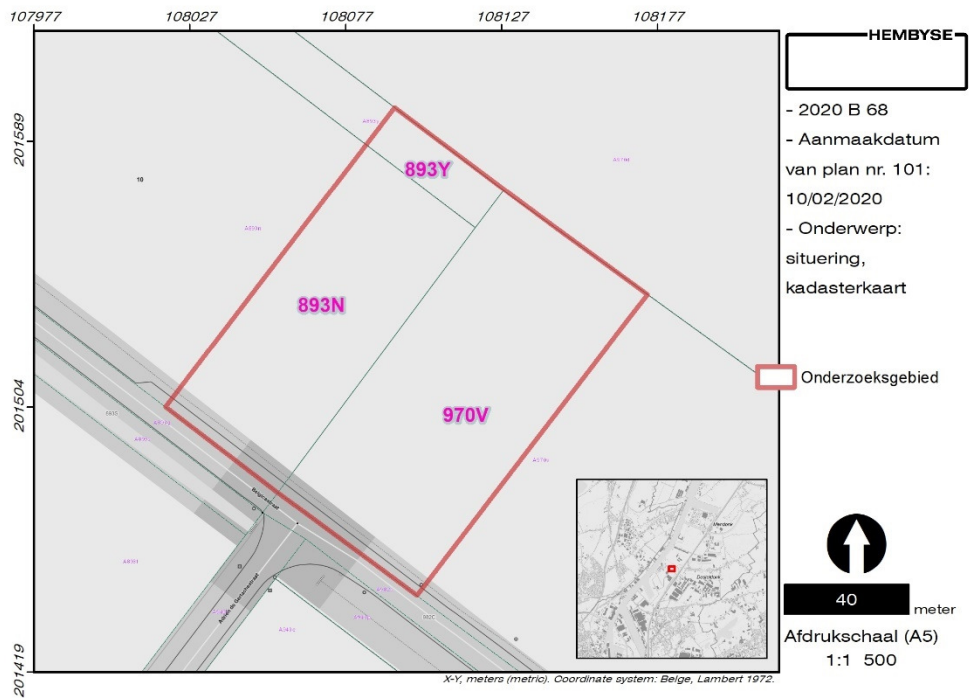 107977 108027 108077 108127 108177
201589
201504
201419
HEMBYSE
- 2020 B 68
- Aanmaakdatum
van plan nr. 101:
10/02/2020
- Onderwerp:
situering,
kadasterkaart
Onderzoeksgebied
893Y
893N
970V
10
Belgicastraat
40 meter
Afdrukschaal (A5)
1:1 500
X-Y, meters (metric). Coordinate system: Belge, Lambert 1972.